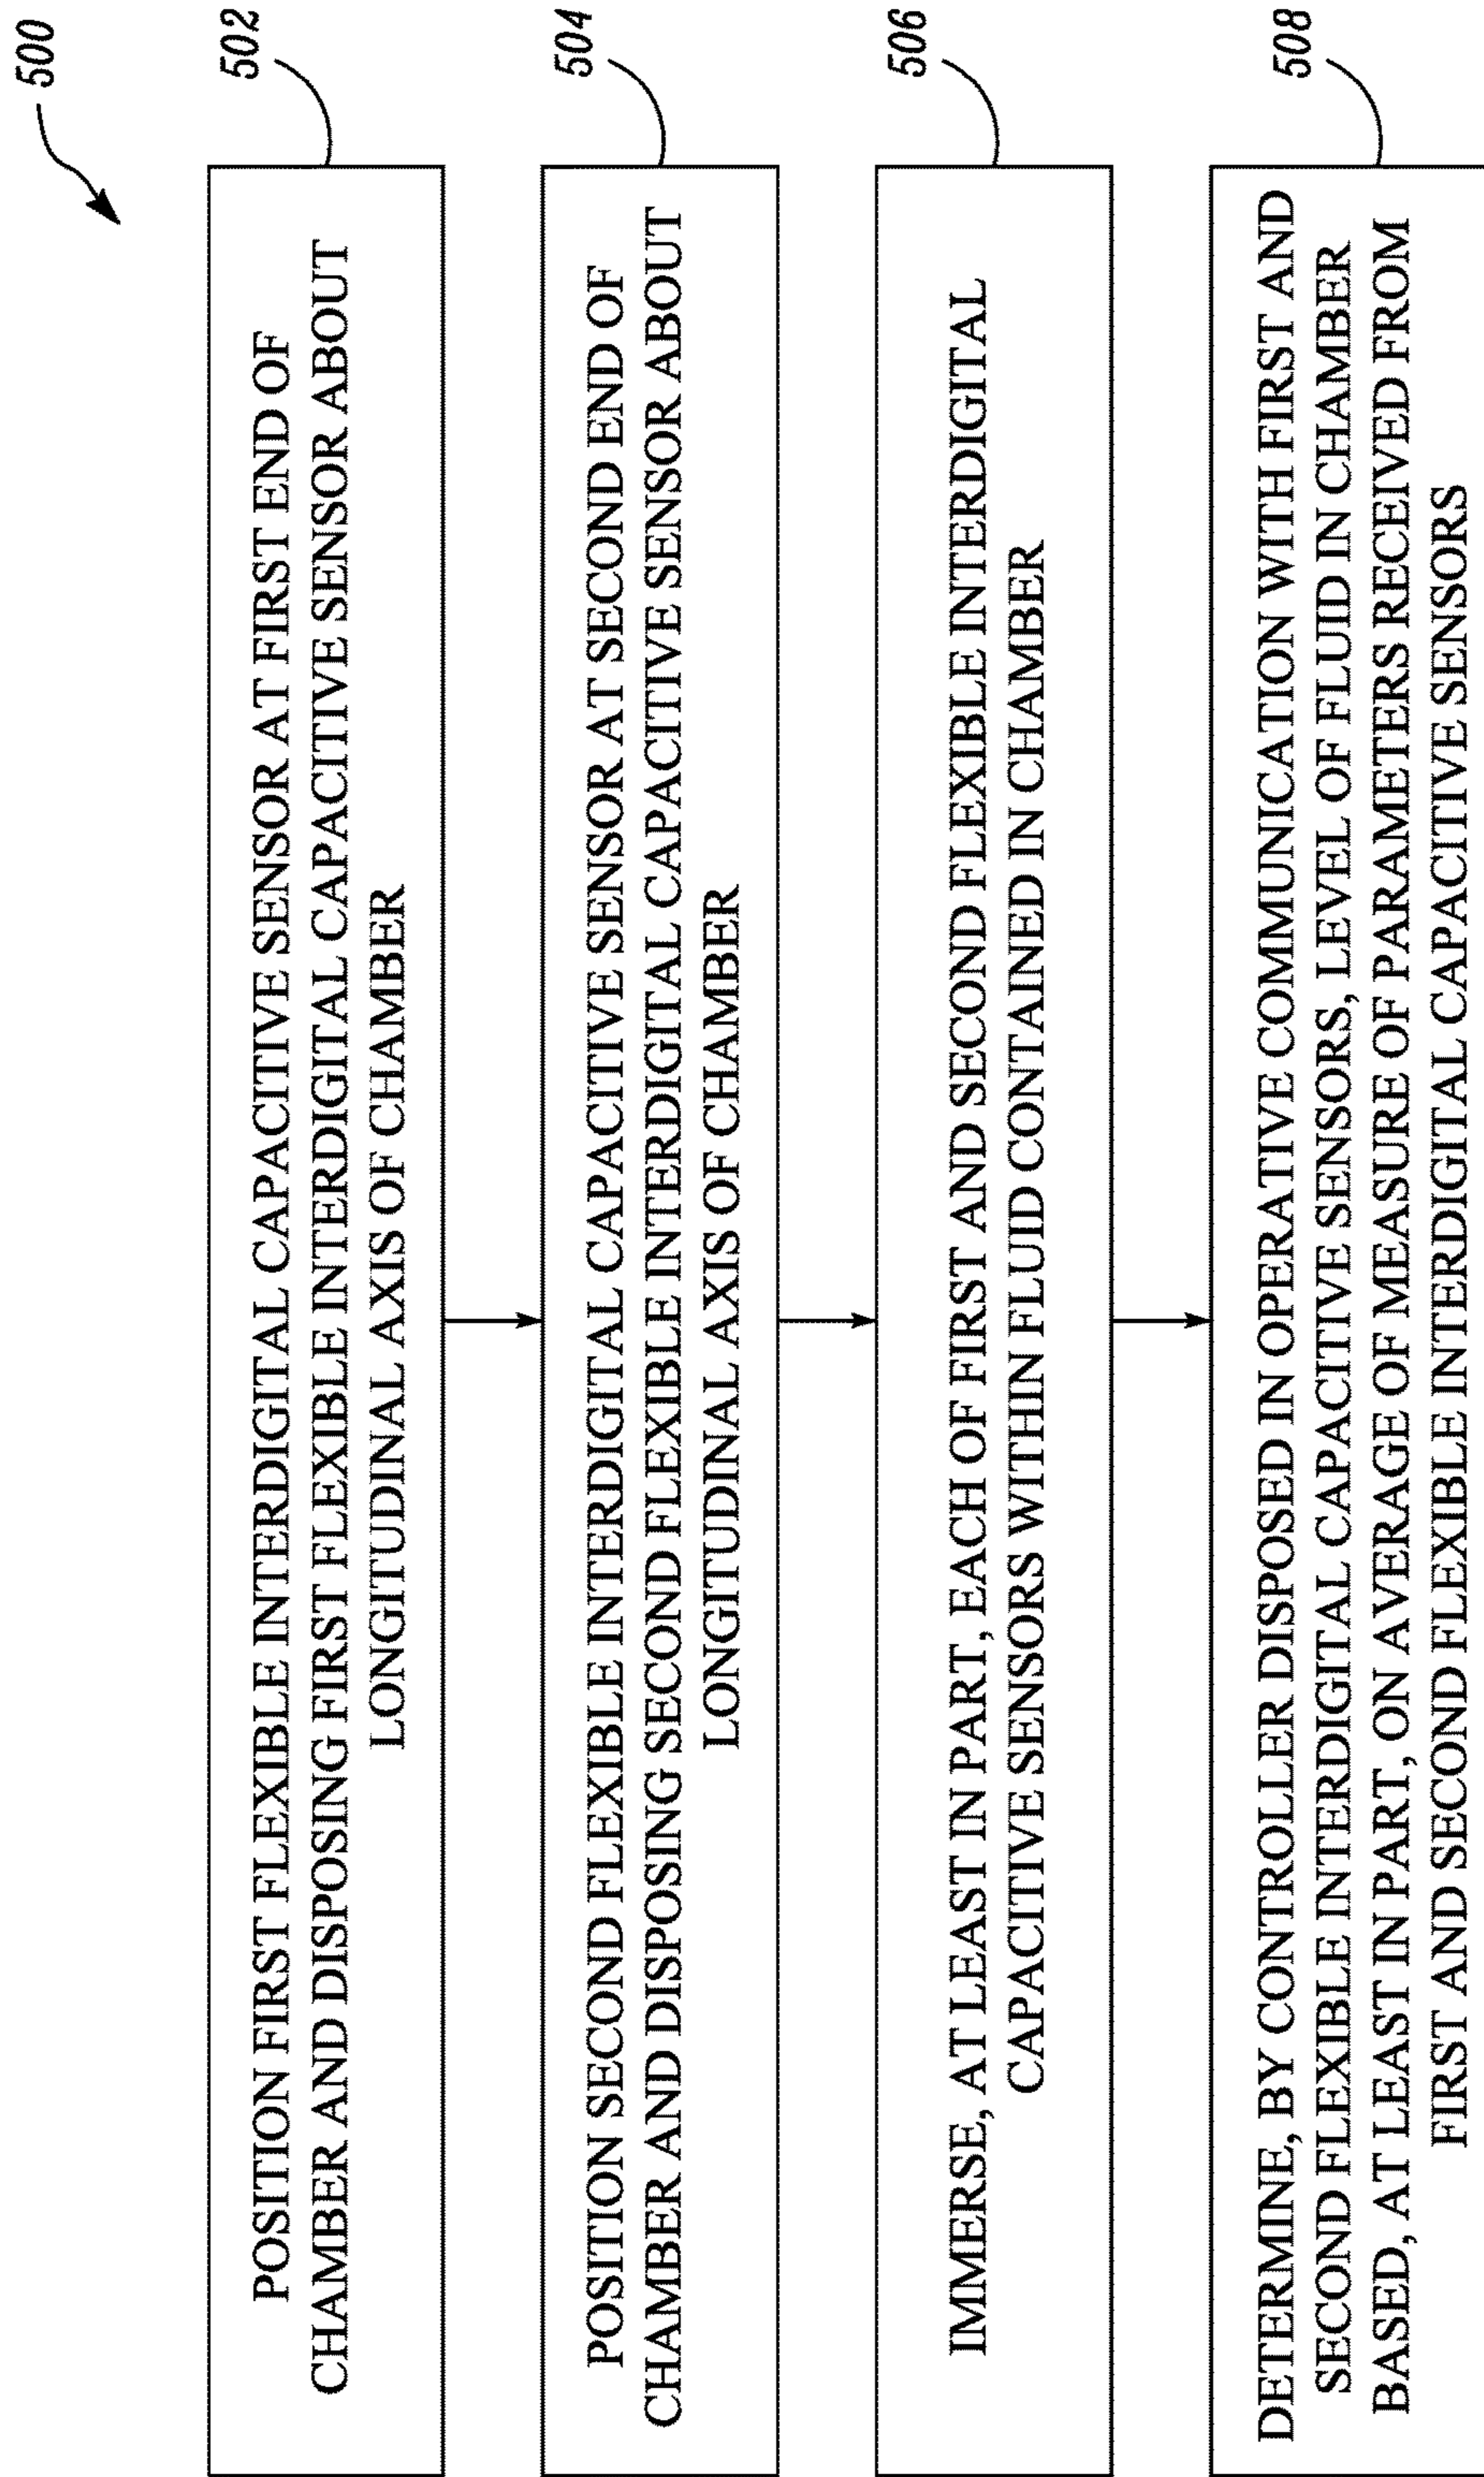 500
502
POSITION FIRST FLEXIBLE INTERDIGITAL CAPACITIVE SENSOR AT FIRST END OF
CHAMBER AND DISPOSING FIRST FLEXIBLE INTERDIGITAL CAPACITIVE SENSOR ABOUT
LONGITUDINAL AXIS OF CHAMBER
504
POSITION SECOND FLEXIBLE INTERDIGITAL CAPACITIVE SENSOR AT SECOND END OF
CHAMBER AND DISPOSING SECOND FLEXIBLE INTERDIGITAL CAPACITIVE SENSOR ABOUT
LONGITUDINAL AXIS OF CHAMBER
506
IMMERSE, AT LEAST IN PART, EACH OF FIRST AND SECOND FLEXIBLE INTERDIGITAL
CAPACITIVE SENSORS WITHIN FLUID CONTAINED IN CHAMBER
508
DETERMINE, BY CONTROLLER DISPOSED IN OPERATIVE COMMUNICATION WITH FIRST AND
SECOND FLEXIBLE INTERDIGITAL CAPACITIVE SENSORS, LEVEL OF FLUID IN CHAMBER
BASED, AT LEAST IN PART, ON AVERAGE OF MEASURE OF PARAMETERS RECEIVED FROM
FIRST AND SECOND FLEXIBLE INTERDIGITAL CAPACITIVE SENSORS